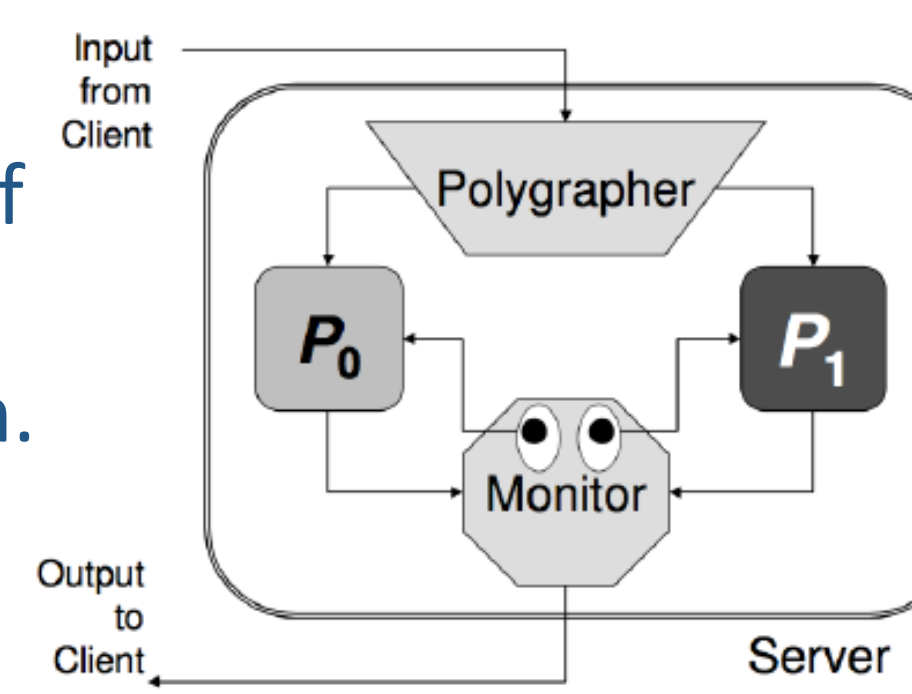 Input
from
Client
f
Polygrapher
P0
P1
n.
Monitor
Output
to
Client
Server